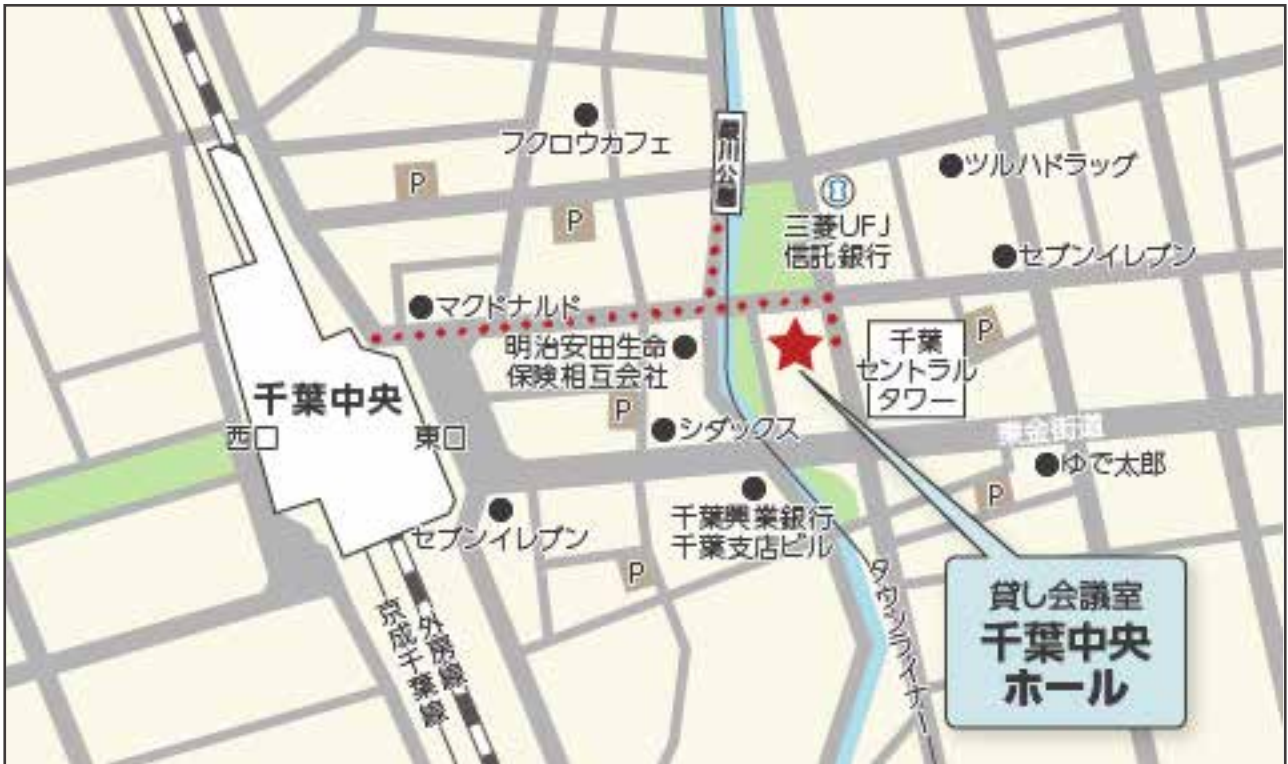 フクロウカフェ
P
P
川公園
ツルハドラッグ
三菱UFJ
信託銀行
セブンイレブン
マクドナルド
明治安田生命
保険相互会社
千葉
セントラル
タワー
P
千葉中央
西口
東口
P
シダックス
東金街道
ゆで太郎
P
セブンイレブン
千葉興業銀行
千葉支店ビル
P
タウンライナー
外房線
京成千葉線
貸し会議室
千葉中央
ホール